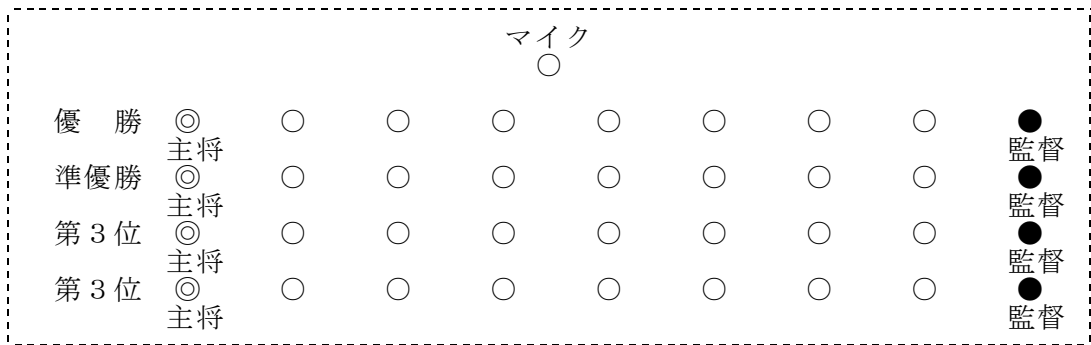 マイク
○
優　勝 ◎ ○ ○ ○ ○ ○ ○ ○ ●
主将 監督
準優勝 ◎ ○ ○ ○ ○ ○ ○ ○ ●
主将 監督
第３位 ◎ ○ ○ ○ ○ ○ ○ ○ ●
主将 監督
第３位 ◎ ○ ○ ○ ○ ○ ○ ○ ●
主将 監督